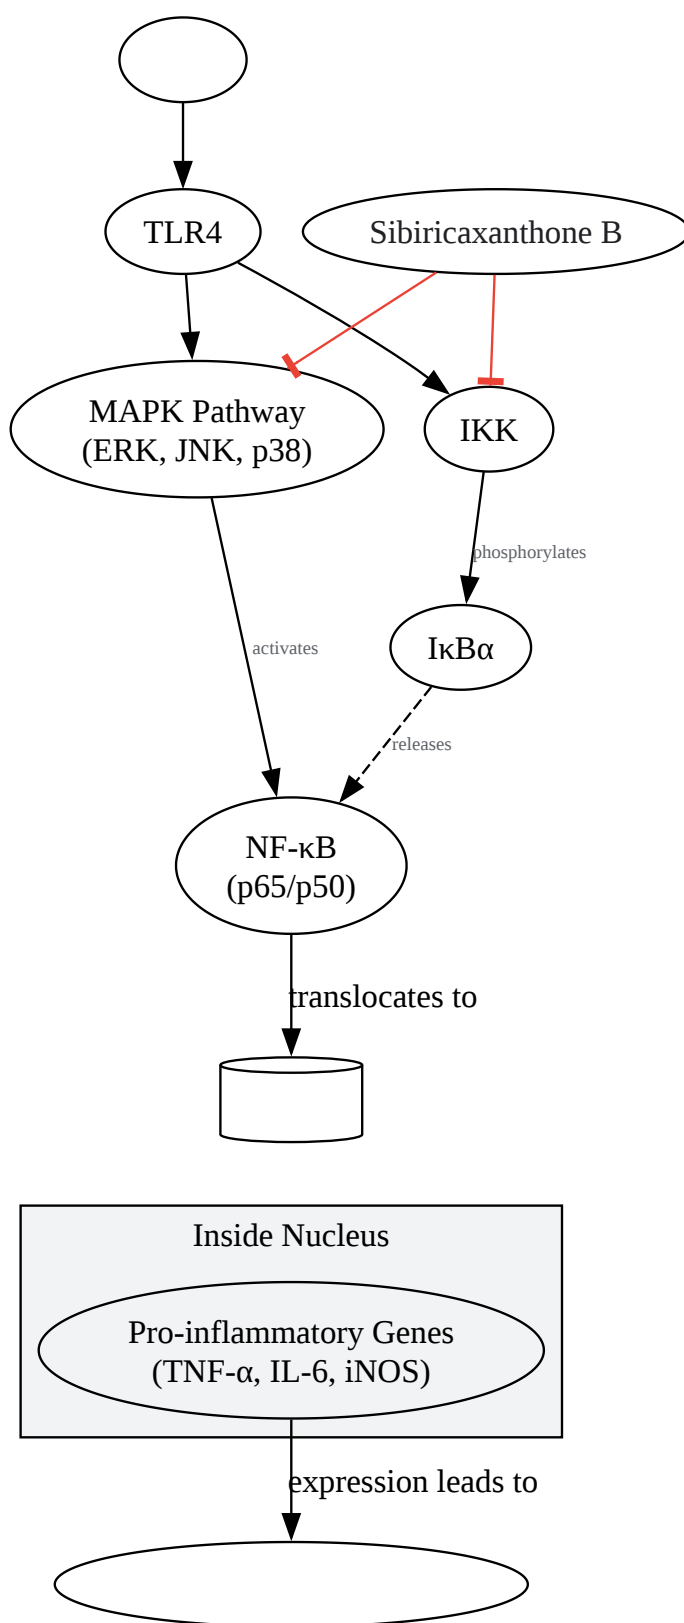 TLR4
Sibiricaxanthone B
MAPK Pathway
(ERK, JNK, p38)
IKK
phosphorylates
IκBα
activates
releases
NF-κB
(p65/p50)
translocates to
Inside Nucleus
Pro-inflammatory Genes
(TNF-α, IL-6, iNOS)
expression leads to